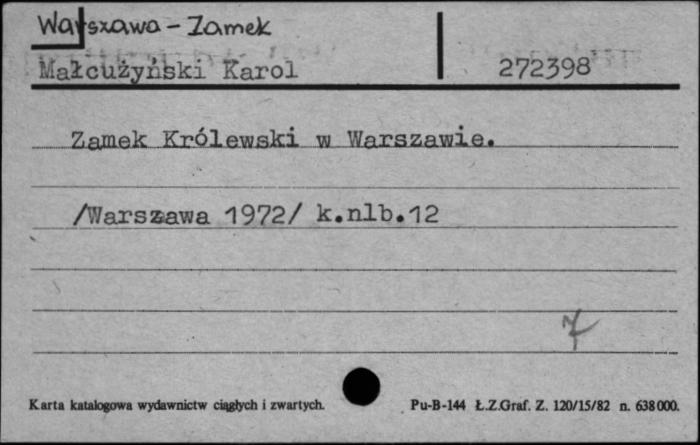 Warszawa - Zamek
Małcużyński Karol 272398
Zamek Królewski w Warszawie.
/Warszawa 1972/ k.nlb.12
7
Karta katalogowa wydawnictw ciągłych i zwartych. Pu-B-144 Ł.Z.Graf. Z. 120/15/82 n. 638000.